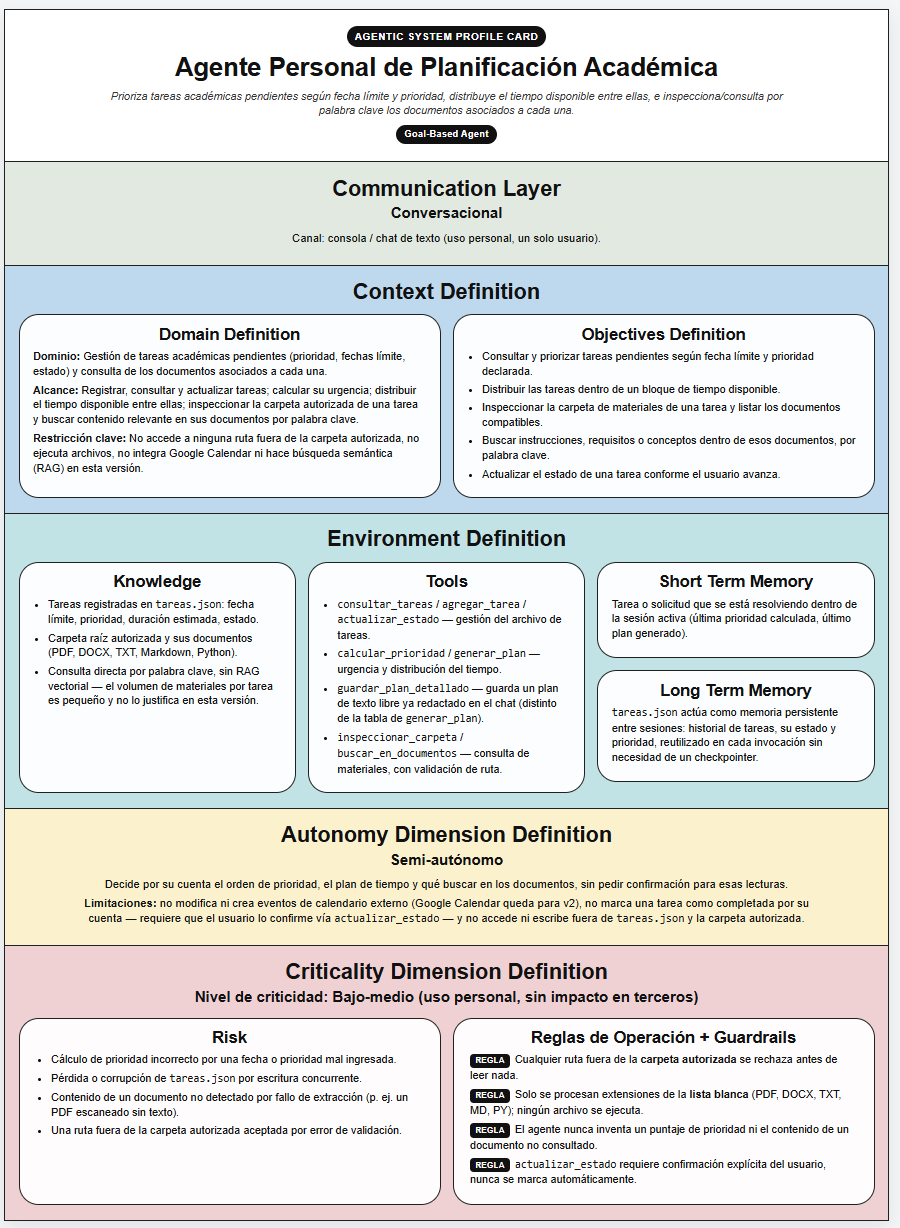 AGENTIC SYSTEM PROFILE CARD
Agente Personal de Planificación Académica
Prioriza tareas académicas pendientes según fecha límite y prioridad, distribuye el tiempo disponible entre ellas, e inspecciona/consulta por
palabra clave los documentos asociados a cada una.
Goal-Based Agent
Communication Layer
Conversacional
Canal: consola / chat de texto (uso personal, un solo usuario).
Context Definition
Domain Definition
Dominio: Gestión de tareas académicas pendientes (prioridad, fechas límite,
estado) y consulta de los documentos asociados a cada una.
Alcance: Registrar, consultar y actualizar tareas; calcular su urgencia; distribuir
el tiempo disponible entre ellas; inspeccionar la carpeta autorizada de una tarea
y buscar contenido relevante en sus documentos por palabra clave.
Restricción clave: No accede a ninguna ruta fuera de la carpeta autorizada, no
ejecuta archivos, no integra Google Calendar ni hace búsqueda semántica
(RAG) en esta versión.
Objectives Definition
• Consultar y priorizar tareas pendientes según fecha límite y prioridad
declarada.
• Distribuir las tareas dentro de un bloque de tiempo disponible.
• Inspeccionar la carpeta de materiales de una tarea y listar los documentos
compatibles.
• Buscar instrucciones, requisitos o conceptos dentro de esos documentos, por
palabra clave.
• Actualizar el estado de una tarea conforme el usuario avanza.
Environment Definition
Knowledge
• Tareas registradas en tareas.json: fecha
límite, prioridad, duración estimada, estado.
• Carpeta raíz autorizada y sus documentos
(PDF, DOCX, TXT, Markdown, Python).
• Consulta directa por palabra clave, sin RAG
vectorial — el volumen de materiales por tarea
es pequeño y no lo justifica en esta versión.
Tools
• consultar_tareas / agregar_tarea /
actualizar_estado — gestión del archivo de
tareas.
• calcular_prioridad / generar_plan —
urgencia y distribución del tiempo.
• guardar_plan_detallado — guarda un plan
de texto libre ya redactado en el chat (distinto
de la tabla de generar_plan).
• inspeccionar_carpeta /
buscar_en_documentos — consulta de
materiales, con validación de ruta.
Short Term Memory
Tarea o solicitud que se está resolviendo dentro de
la sesión activa (última prioridad calculada, último
plan generado).
Long Term Memory
tareas.json actúa como memoria persistente
entre sesiones: historial de tareas, su estado y
prioridad, reutilizado en cada invocación sin
necesidad de un checkpointer.
Autonomy Dimension Definition
Semi-autónomo
Decide por su cuenta el orden de prioridad, el plan de tiempo y qué buscar en los documentos, sin pedir confirmación para esas lecturas.
Limitaciones: no modifica ni crea eventos de calendario externo (Google Calendar queda para v2), no marca una tarea como completada por su
cuenta — requiere que el usuario lo confirme vía actualizar_estado — y no accede ni escribe fuera de tareas.json y la carpeta autorizada.
Criticality Dimension Definition
Nivel de criticidad: Bajo-medio (uso personal, sin impacto en terceros)
Risk
• Cálculo de prioridad incorrecto por una fecha o prioridad mal ingresada.
• Pérdida o corrupción de tareas.json por escritura concurrente.
• Contenido de un documento no detectado por fallo de extracción (p. ej. un
PDF escaneado sin texto).
• Una ruta fuera de la carpeta autorizada aceptada por error de validación.
Reglas de Operación + Guardrails
REGLA Cualquier ruta fuera de la carpeta autorizada se rechaza antes de
leer nada.
REGLA Solo se procesan extensiones de la lista blanca (PDF, DOCX, TXT,
MD, PY); ningún archivo se ejecuta.
REGLA El agente nunca inventa un puntaje de prioridad ni el contenido de un
documento no consultado.
REGLA actualizar_estado requiere confirmación explícita del usuario,
nunca se marca automáticamente.